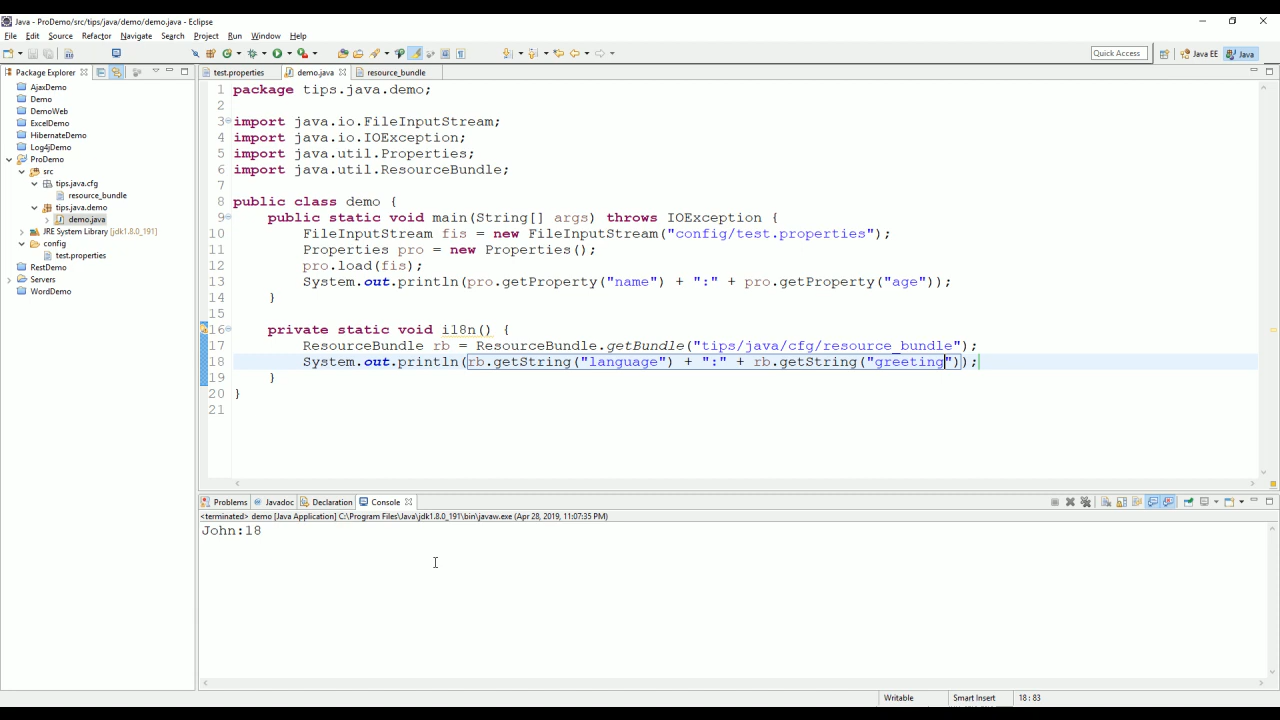 Java - ProDemo/src/tips/java/demo/demo.java - Eclipse
File Edit Source Refactor Navigate Search Project Run Window Help
Quick Access Java EE Java
Package Explorer
AjaxDemo
Demo
DemoWeb
ExcelDemo
HibernateDemo
Log4jDemo
ProDemo
src
tips.java.cfg
resource_bundle
tips.java.demo
demo.java
JRE System Library [jdk1.8.0_191]
config
test.properties
RestDemo
Servers
WordDemo
test.properties demo.java resource_bundle
1 package tips.java.demo;
2
3 import java.io.FileInputStream;
4 import java.io.IOException;
5 import java.util.Properties;
6 import java.util.ResourceBundle;
7
8 public class demo {
9 public static void main(String[] args) throws IOException {
10 FileInputStream fis = new FileInputStream("config/test.properties");
11 Properties pro = new Properties();
12 pro.load(fis);
13 System.out.println(pro.getProperty("name") + ":" + pro.getProperty("age"));
14 }
15
16 private static void i18n() {
17 ResourceBundle rb = ResourceBundle.getBundle("tips/java/cfg/resource_bundle");
18 System.out.println(rb.getString("language") + ":" + rb.getString("greeting"));
19 }
20 }
21
Problems Javadoc Declaration Console
<terminated> demo [Java Application] C:\Program Files\Java\jdk1.8.0_191\bin\javaw.exe (Apr 28, 2019, 11:07:35 PM)
John:18
Writable Smart Insert 18 : 83